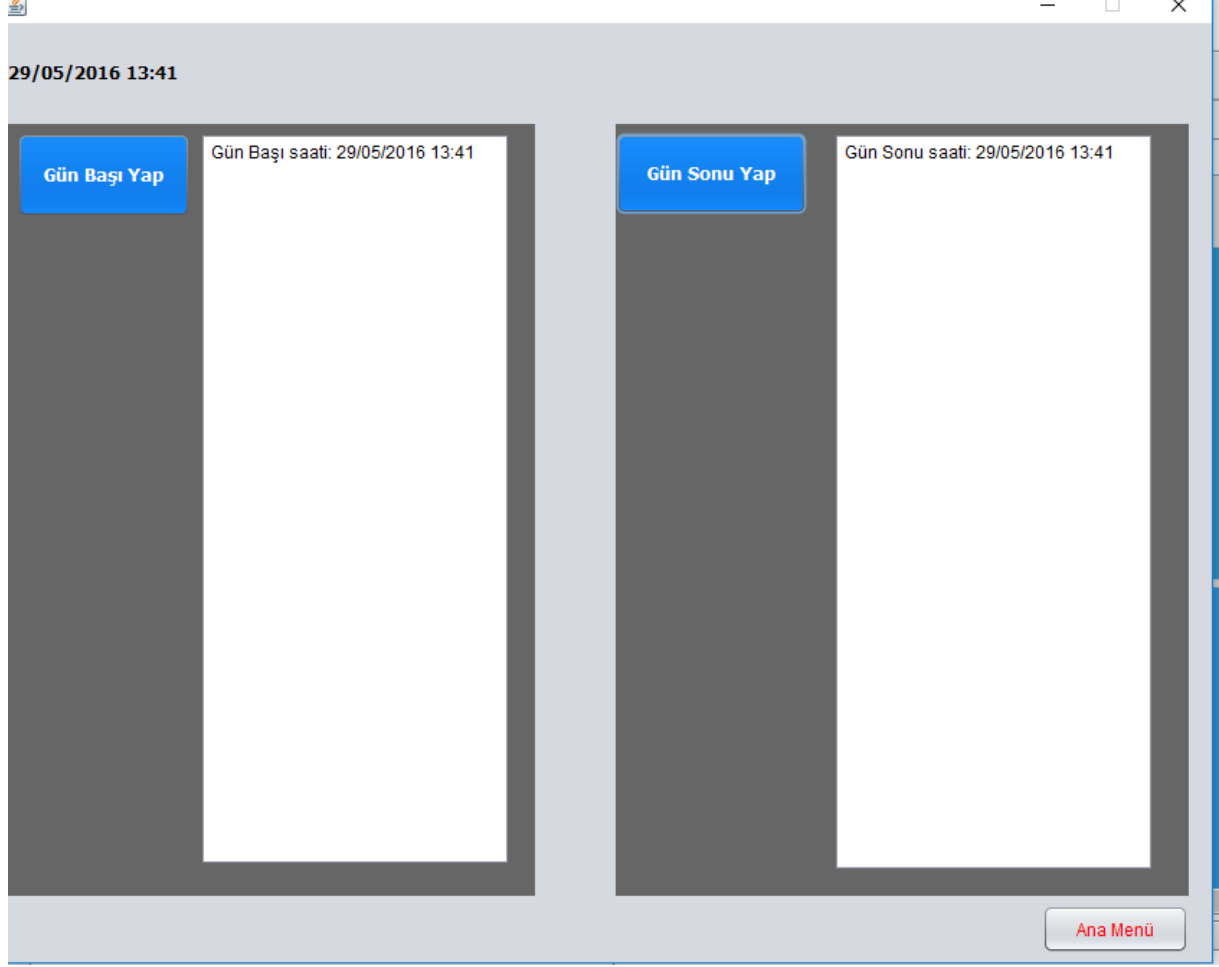 29/05/2016 13:41
Gün Başı Yap
Gün Başı saati: 29/05/2016 13:41
Gün Sonu Yap
Gün Sonu saati: 29/05/2016 13:41
Ana Menü